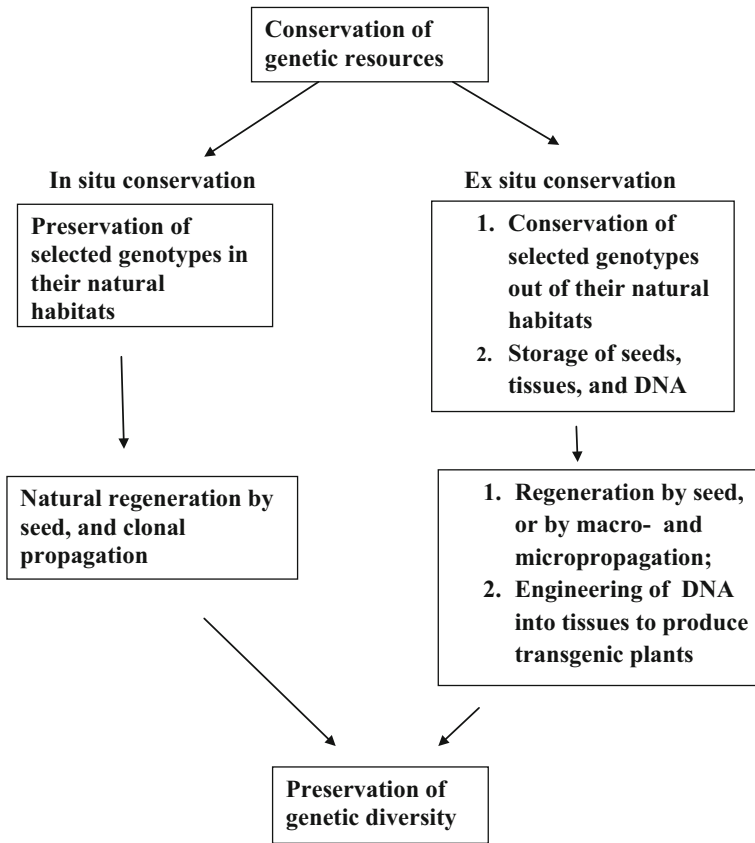 Conservation of
genetic resources
In situ conservation
Preservation of
selected genotypes in
their natural
habitats
Natural regeneration by
seed, and clonal
propagation
Ex situ conservation
1. Conservation of
selected genotypes
out of their natural
habitats
2. Storage of seeds,
tissues, and DNA
1. Regeneration by seed,
or by macro- and
micropropagation;
2. Engineering of DNA
into tissues to produce
transgenic plants
Preservation of
genetic diversity